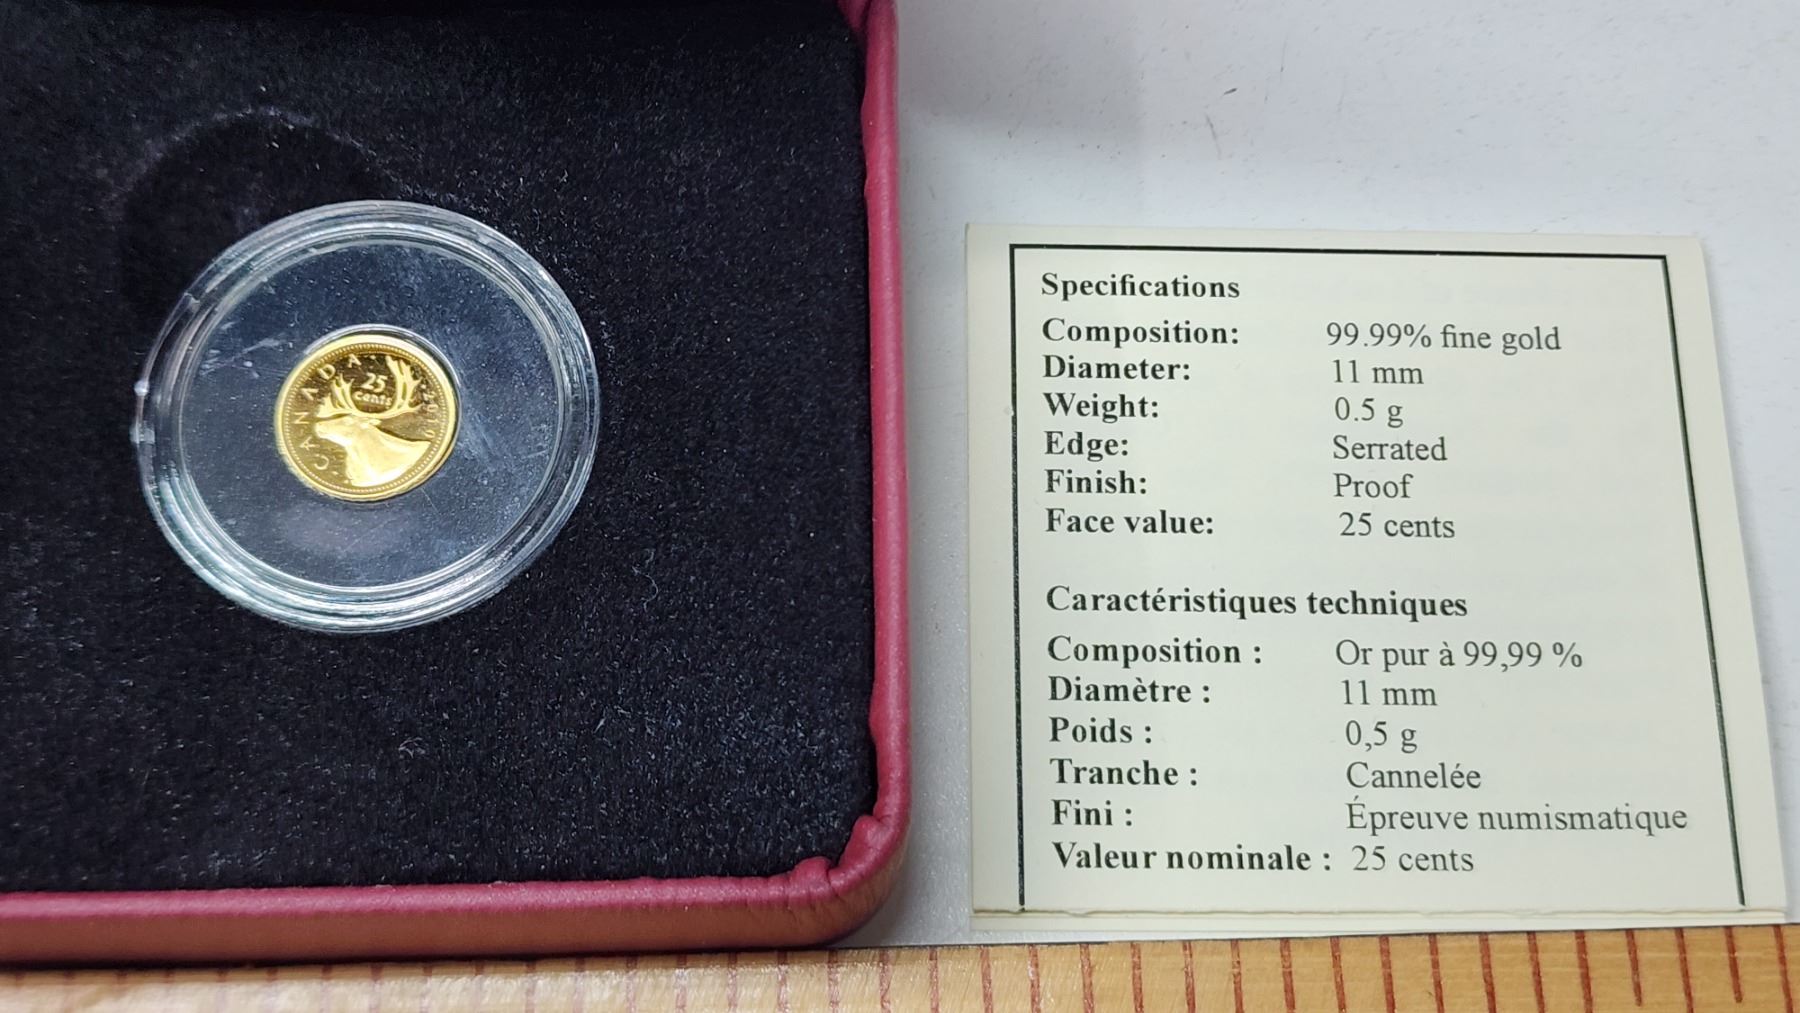 CANADA
25
cents
2010
Specifications
Composition: 99.99% fine gold
Diameter: 11 mm
Weight: 0.5 g
Edge: Serrated
Finish: Proof
Face value: 25 cents
Caractéristiques techniques
Composition : Or pur à 99,99 %
Diamètre : 11 mm
Poids : 0,5 g
Tranche : Cannelée
Fini : Épreuve numismatique
Valeur nominale : 25 cents